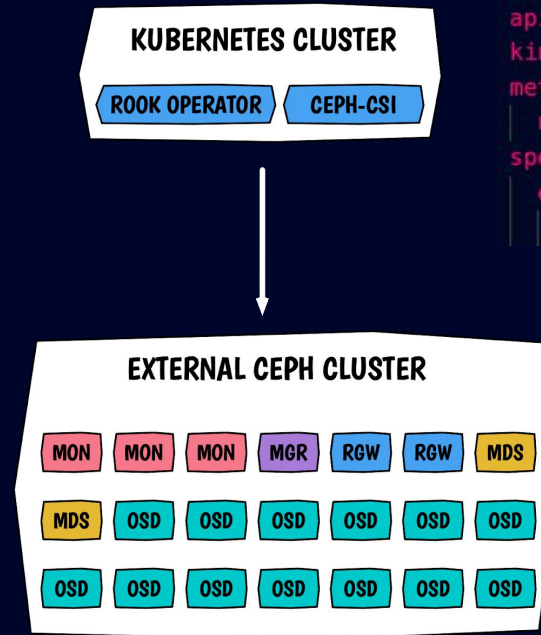 KUBERNETES CLUSTER
ROOK OPERATOR CEPH-CSI
EXTERNAL CEPH CLUSTER
MON MON MON MGR RGW RGW MDS
MDS OSD OSD OSD OSD OSD OSD
OSD OSD OSD OSD OSD OSD OSD